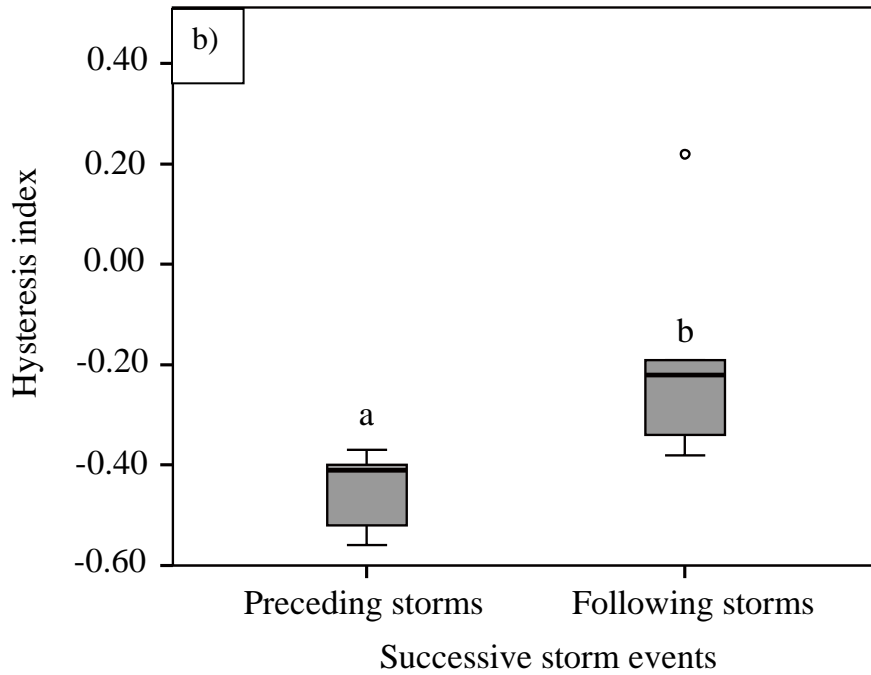 b)
0.40
0.20
0.00
-0.20
-0.40
-0.60
Hysteresis index
a
b
Preceding storms
Following storms
Successive storm events